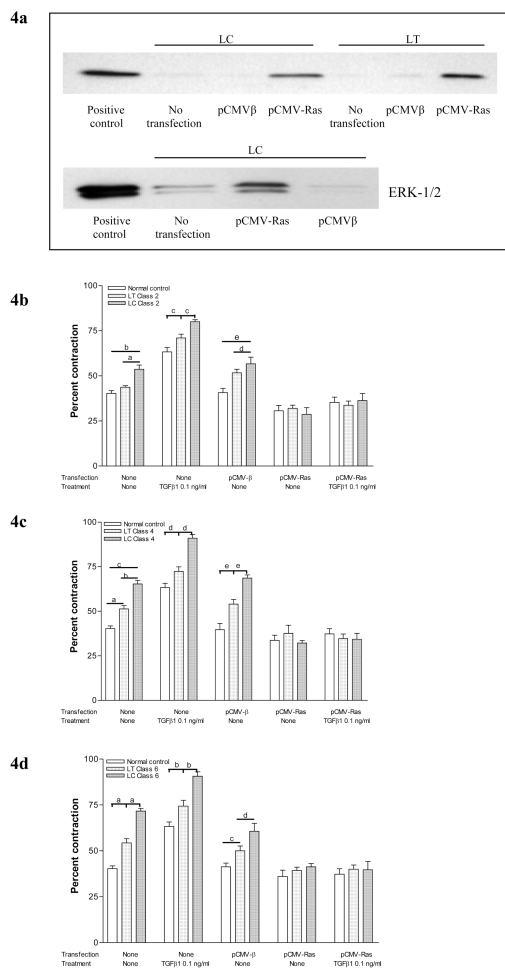 4a
LC LT
Positive control No transfection pCMVβ pCMV-Ras No transfection pCMVβ pCMV-Ras
LC
Positive control No transfection pCMV-Ras pCMVβ
ERK-1/2
4b
Normal control
LT Class 2
LC Class 2
Percent contraction
100
75
50
25
0
b a c c e d
Transfection None None pCMV-β pCMV-Ras pCMV-Ras
Treatment None TGFβ1 0.1 ng/ml None None TGFβ1 0.1 ng/ml
4c
Normal control
LT Class 4
LC Class 4
Percent contraction
100
75
50
25
0
c b a d d e e
Transfection None None pCMV-β pCMV-Ras pCMV-Ras
Treatment None TGFβ1 0.1 ng/ml None None TGFβ1 0.1 ng/ml
4d
Normal control
LT Class 6
LC Class 6
Percent contraction
100
75
50
25
0
a a b b c d
Transfection None None pCMV-β pCMV-Ras pCMV-Ras
Treatment None TGFβ1 0.1 ng/ml None None TGFβ1 0.1 ng/ml